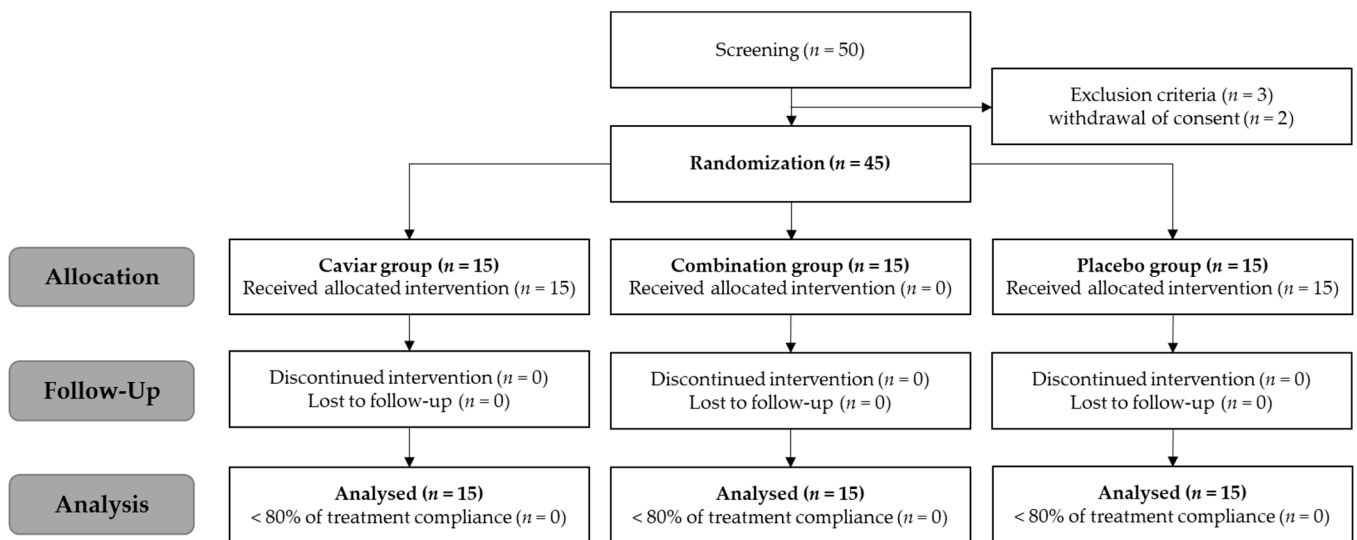 Screening (n = 50)
Exclusion criteria (n = 3)
withdrawal of consent (n = 2)
Randomization (n = 45)
Allocation
Caviar group (n = 15)
Received allocated intervention (n = 15)
Combination group (n = 15)
Received allocated intervention (n = 0)
Placebo group (n = 15)
Received allocated intervention (n = 15)
Follow-Up
Discontinued intervention (n = 0)
Lost to follow-up (n = 0)
Discontinued intervention (n = 0)
Lost to follow-up (n = 0)
Discontinued intervention (n = 0)
Lost to follow-up (n = 0)
Analysis
Analysed (n = 15)
< 80% of treatment compliance (n = 0)
Analysed (n = 15)
< 80% of treatment compliance (n = 0)
Analysed (n = 15)
< 80% of treatment compliance (n = 0)